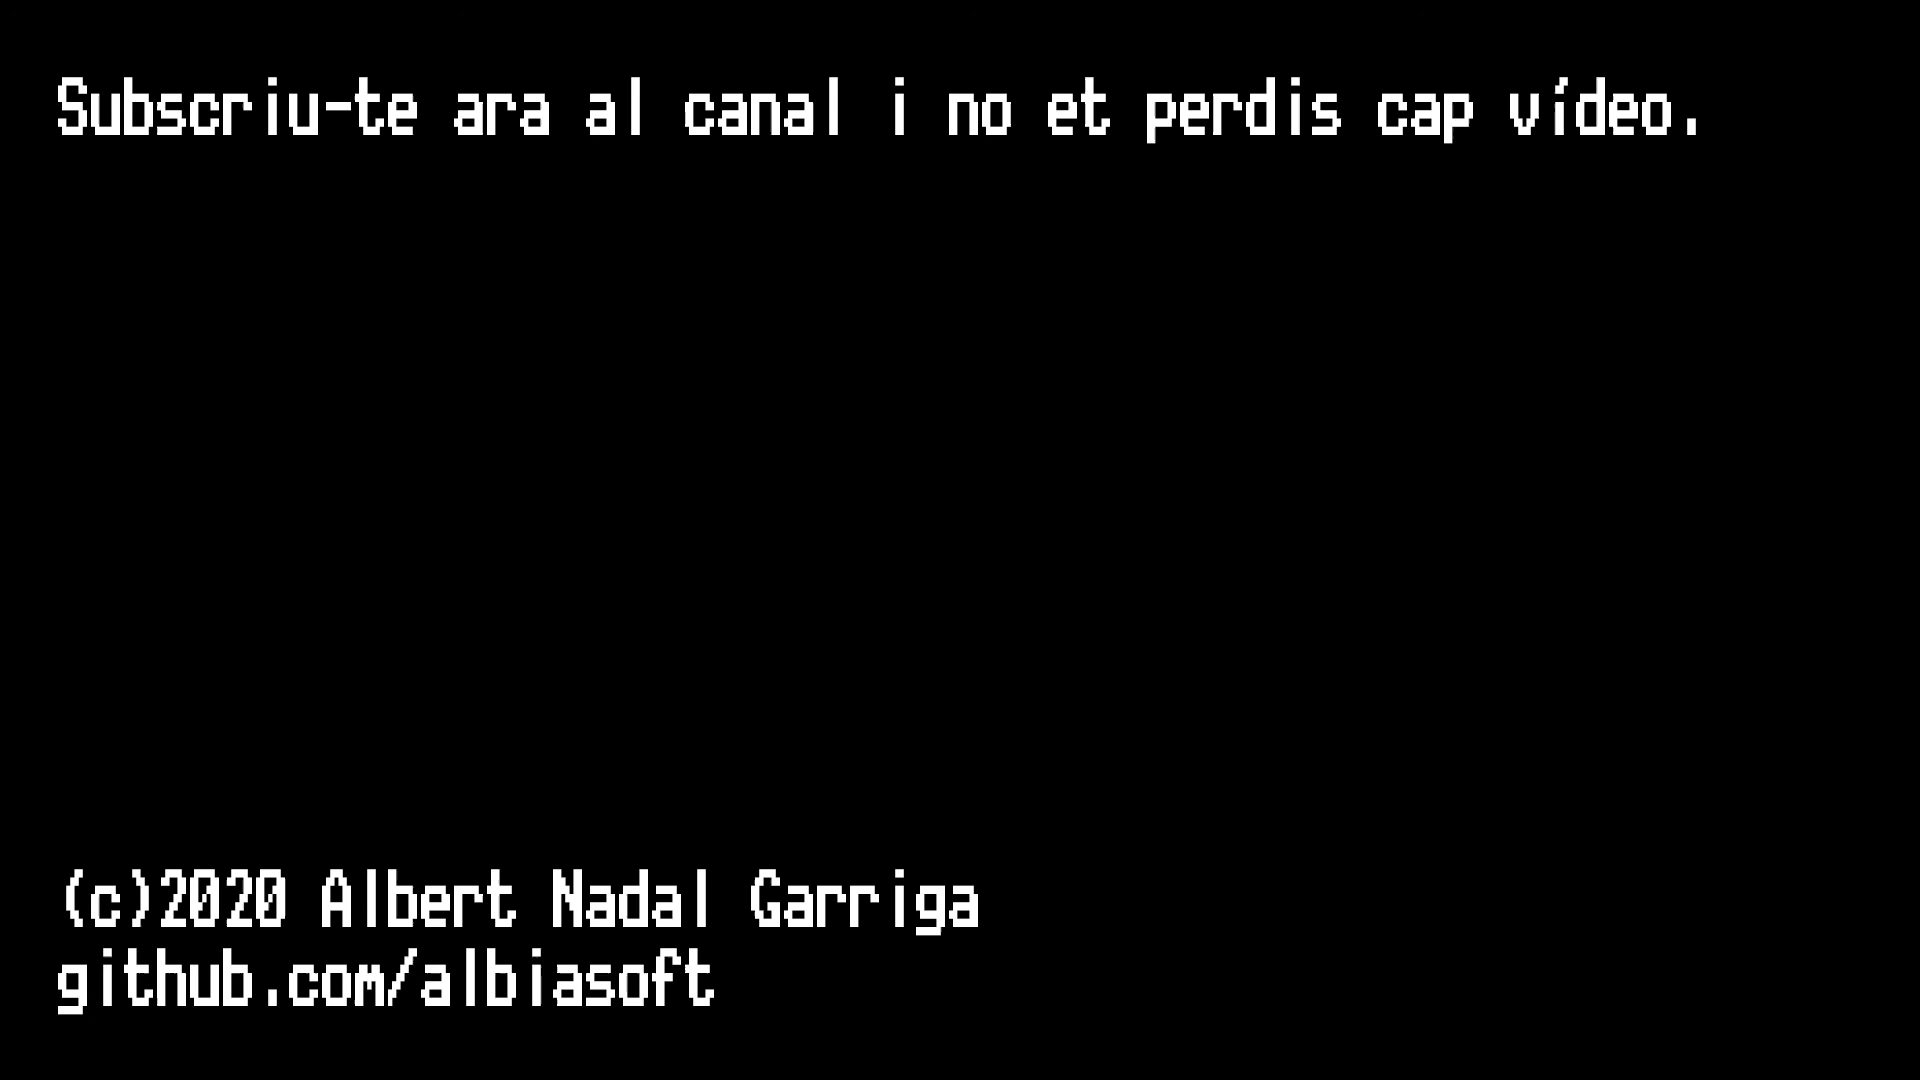 Subscriu-te ara al canal i no et perdis cap vídeo.
(c)2020 Albert Nadal Garriga
github.com/albiasoft